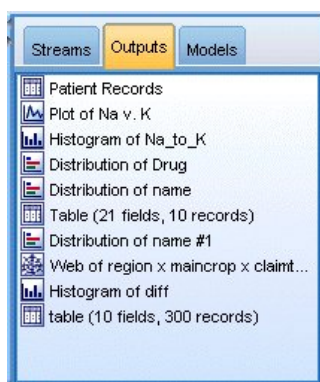 Streams Outputs Models
Patient Records
Plot of Na v. K
Histogram of Na_to_K
Distribution of Drug
Distribution of name
Table (21 fields, 10 records)
Distribution of name #1
Web of region x maincrop x claimt...
Histogram of diff
table (10 fields, 300 records)